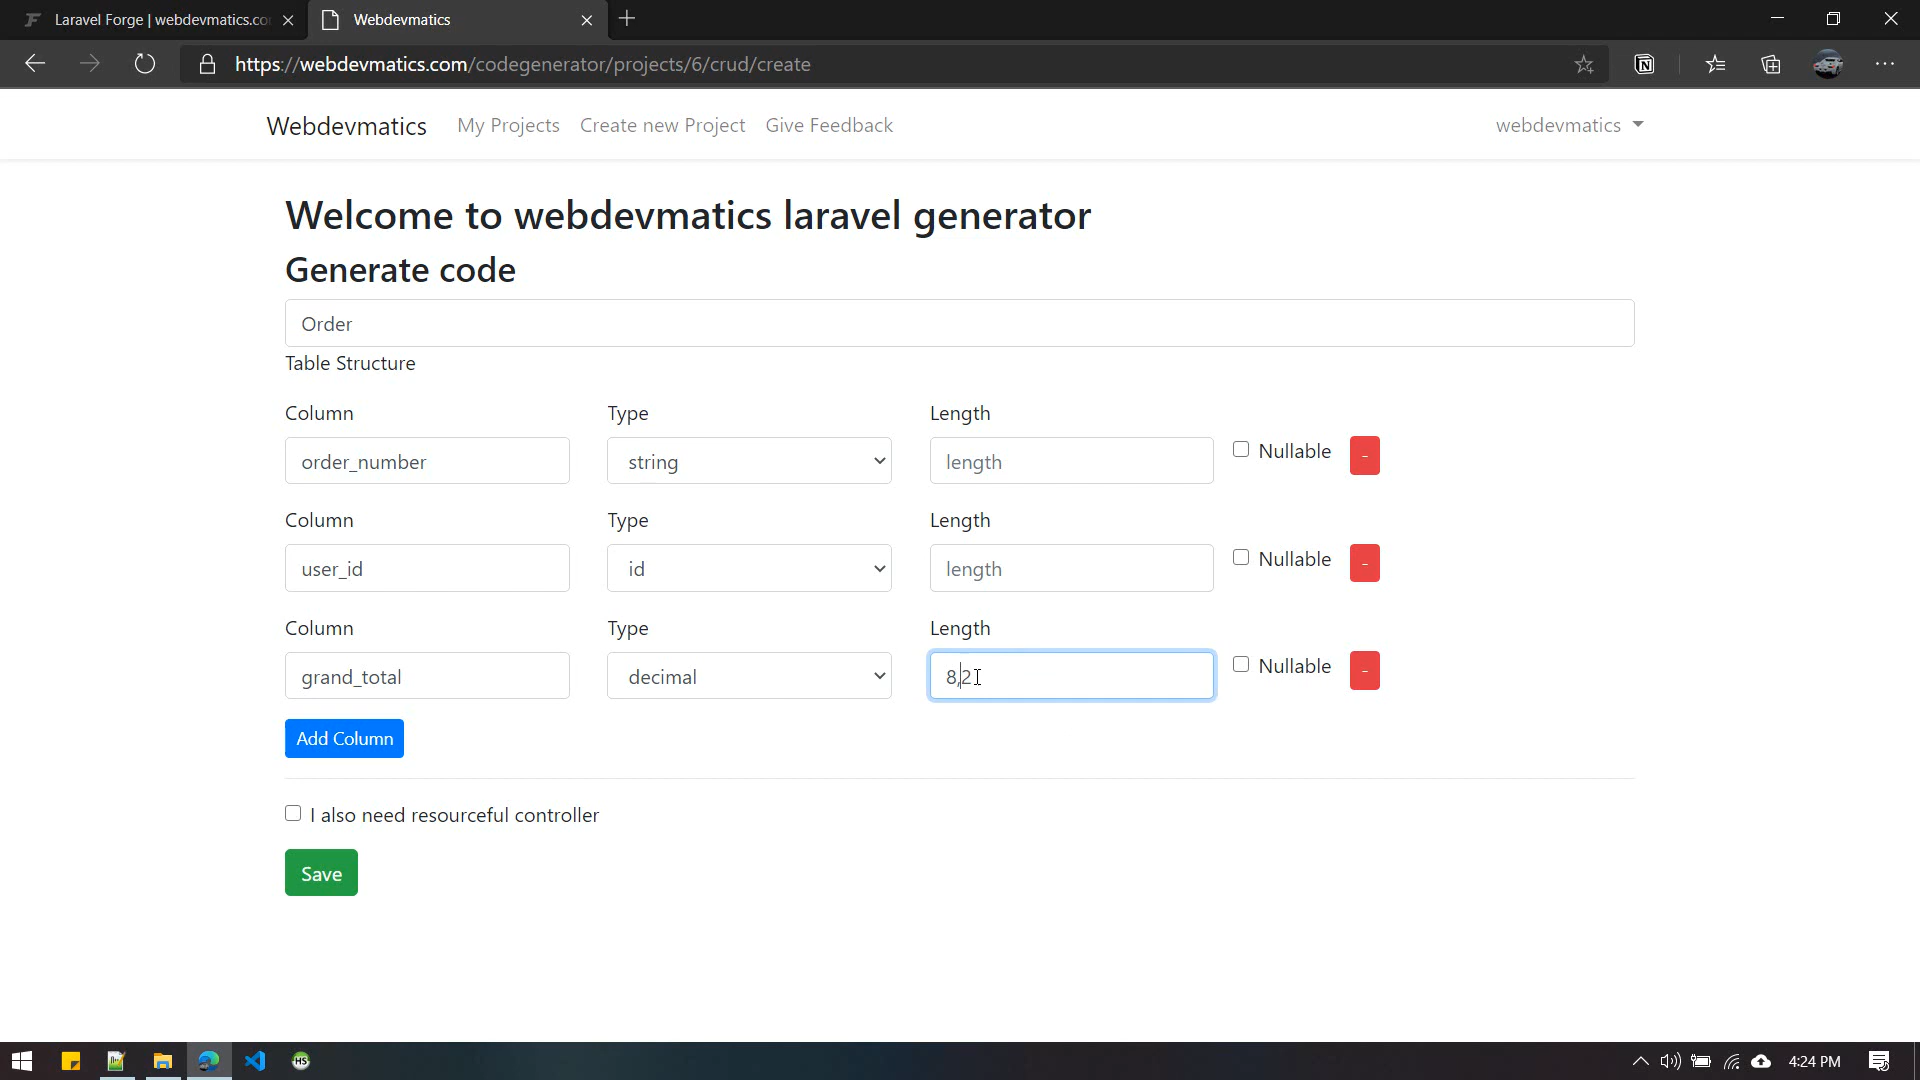 Laravel Forge | webdevmatics.co
Webdevmatics
https://webdevmatics.com/codegenerator/projects/6/crud/create
Webdevmatics My Projects Create new Project Give Feedback webdevmatics
Welcome to webdevmatics laravel generator
Generate code
Order
Table Structure
Column Type Length
order_number string length Nullable -
Column Type Length
user_id id length Nullable -
Column Type Length
grand_total decimal 8,2 Nullable -
Add Column
I also need resourceful controller
Save
HS
4:24 PM